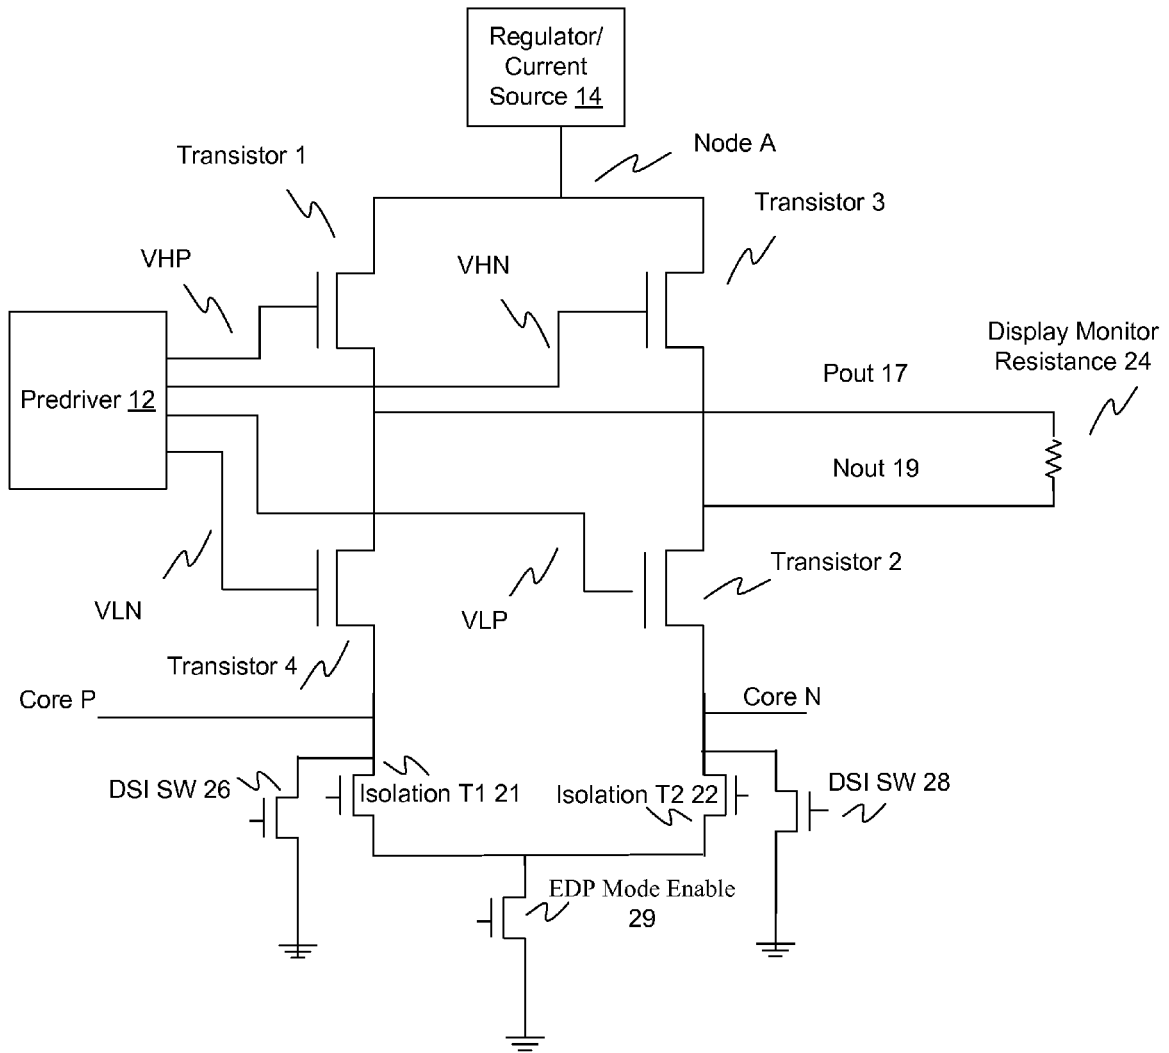 Regulator/
Current
Source 14
Node A
Transistor 1
Transistor 3
VHP
VHN
Display Monitor
Resistance 24
Pout 17
Predriver 12
Nout 19
Transistor 2
VLN
VLP
Transistor 4
Core P
Core N
DSI SW 26
Isolation T1 21
Isolation T2 22
DSI SW 28
EDP Mode Enable
29